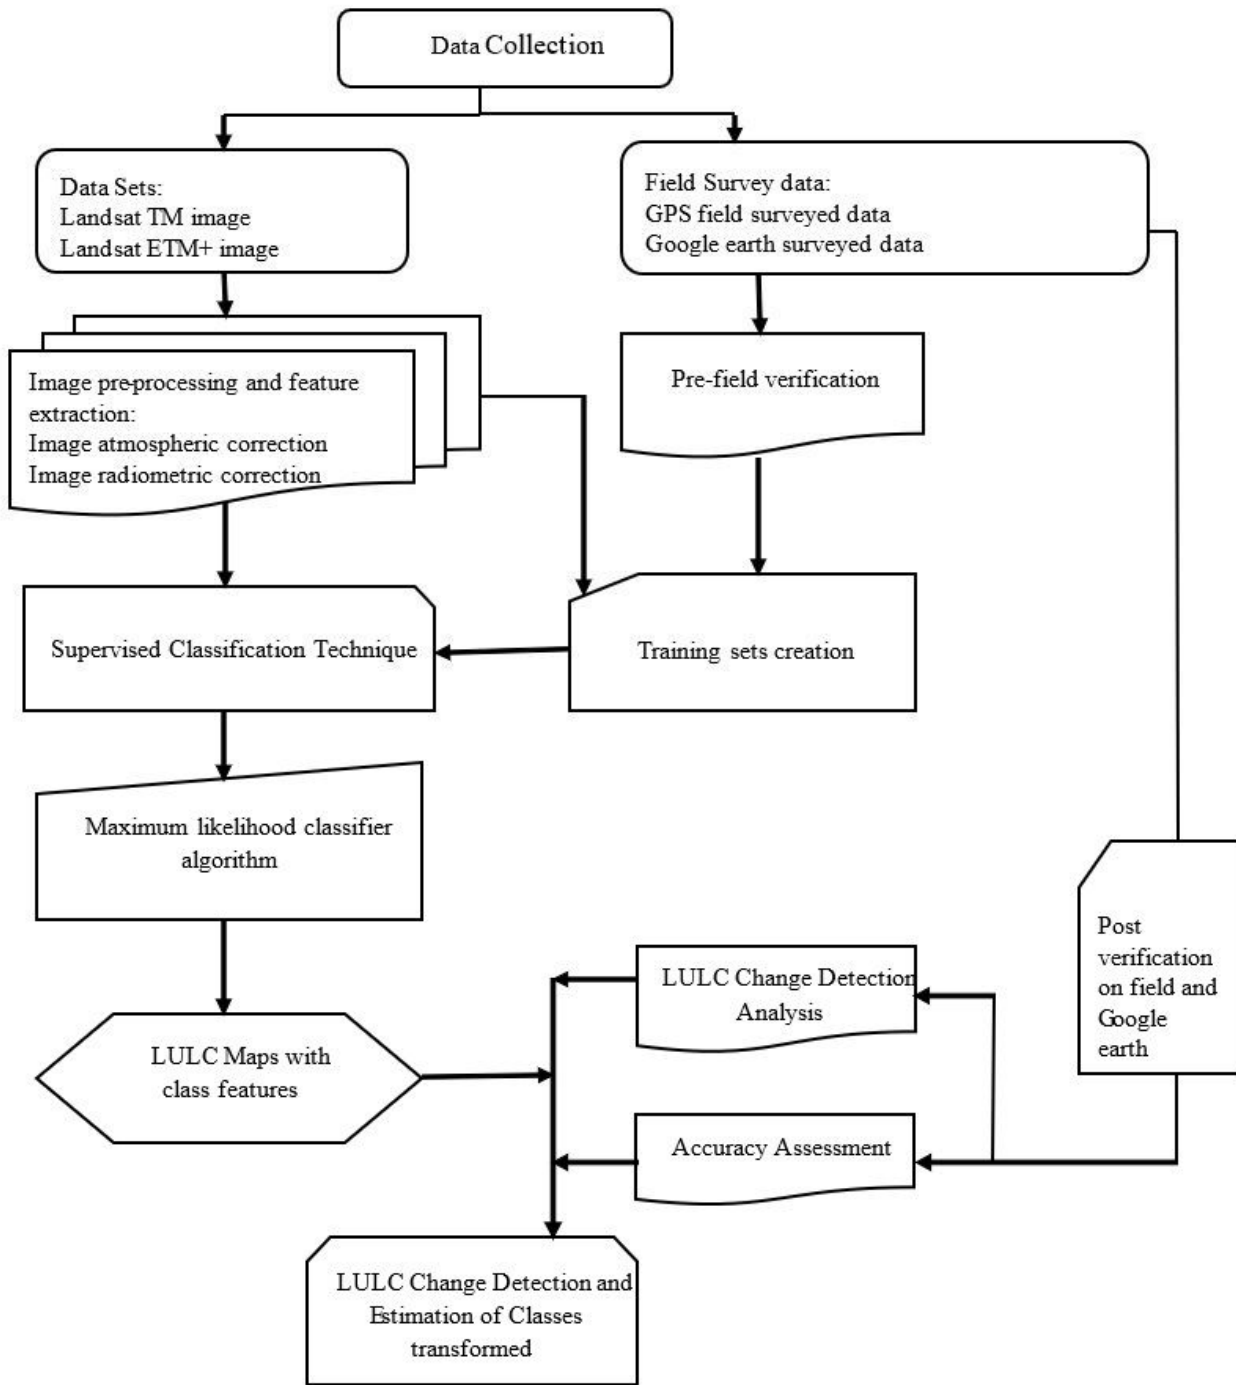 Data Collection
Data Sets:
Landsat TM image
Landsat ETM+ image
Field Survey data:
GPS field surveyed data
Google earth surveyed data
Image pre-processing and feature
extraction:
Image atmospheric correction
Image radiometric correction
Pre-field verification
Supervised Classification Technique
Training sets creation
Maximum likelihood classifier
algorithm
Post
verification
on field and
Google
earth
LULC Change Detection
Analysis
LULC Maps with
class features
Accuracy Assessment
LULC Change Detection and
Estimation of Classes
transformed